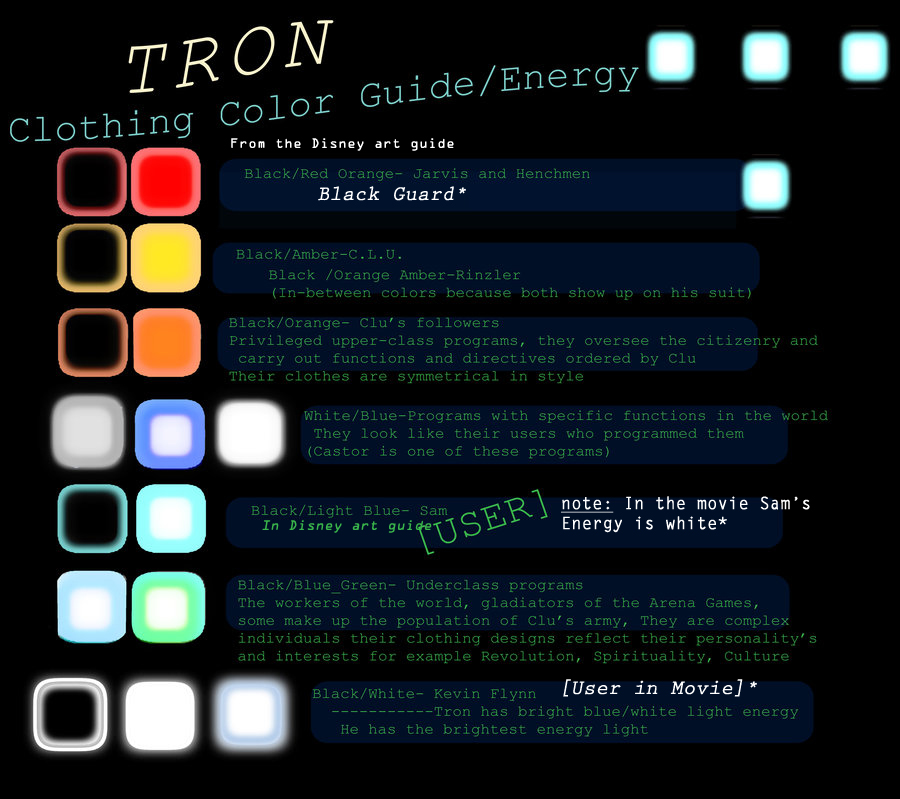 TRON
Clothing Color Guide/Energy
From the Disney art guide
Black/Red Orange- Jarvis and Henchmen
Black Guard*
Black/Amber-C.L.U.
Black /Orange Amber-Rinzler
(In-between colors because both show up on his suit)
Black/Orange- Clu's followers
Privileged upper-class programs, they oversee the citizenry and
carry out functions and directives ordered by Clu
Their clothes are symmetrical in style
White/Blue-Programs with specific functions in the world
They look like their users who programmed them
(Castor is one of these programs)
Black/Light Blue- Sam
In Disney art guide
[USER]
note: In the movie Sam's
Energy is white*
Black/Blue_Green- Underclass programs
The workers of the world, gladiators of the Arena Games,
some make up the population of Clu's army, They are complex
individuals their clothing designs reflect their personality's
and interests for example Revolution, Spirituality, Culture
Black/White- Kevin Flynn [User in Movie]*
-----------Tron has bright blue/white light energy
He has the brightest energy light